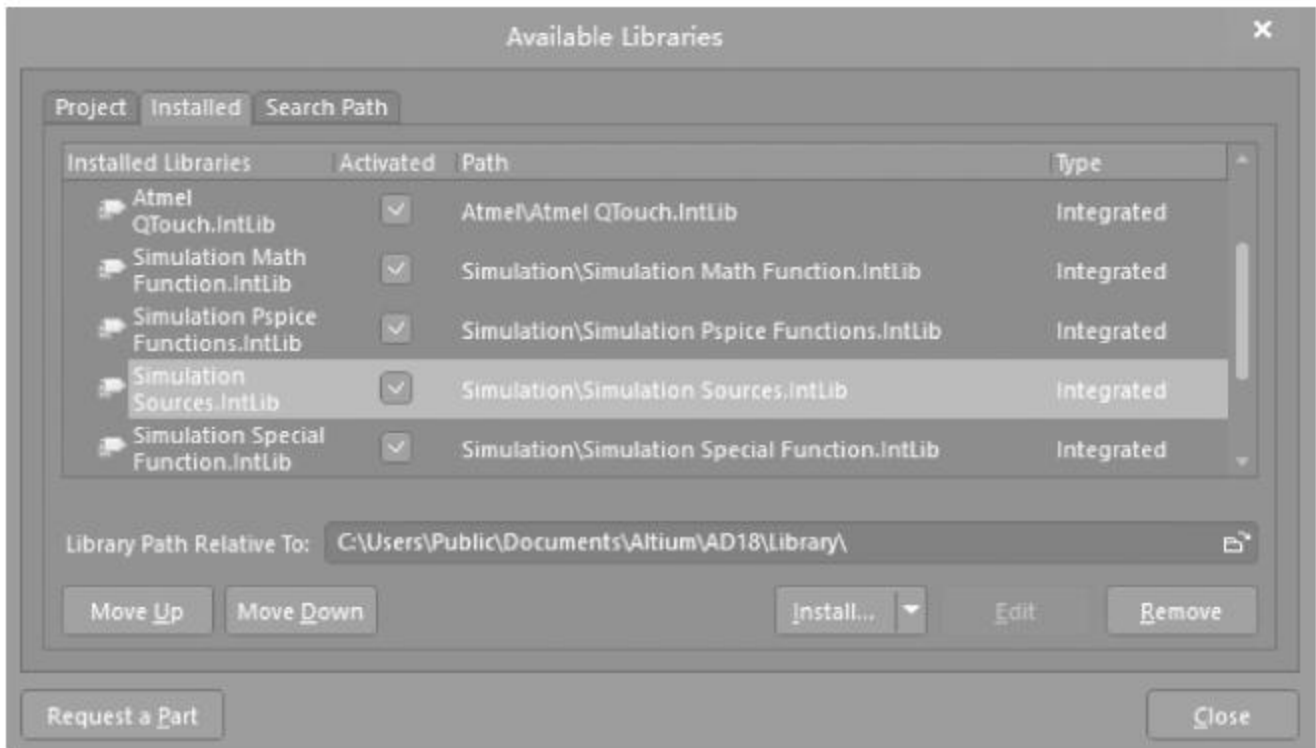 Available Libraries
Project Installed Search Path
Installed Libraries Activated Path Type
Atmel
QTouch.IntLib
Atmel\Atmel QTouch.IntLib Integrated
Simulation Math
Function.IntLib
Simulation\Simulation Math Function.IntLib Integrated
Simulation Pspice
Functions.IntLib
Simulation\Simulation Pspice Functions.IntLib Integrated
Simulation
Sources.IntLib
Simulation\Simulation Sources.IntLib Integrated
Simulation Special
Function.IntLib
Simulation\Simulation Special Function.IntLib Integrated
Library Path Relative To: C:\Users\Public\Documents\Altium\AD18\Library\
Move Up Move Down Install... Edit Remove
Request a Part Close